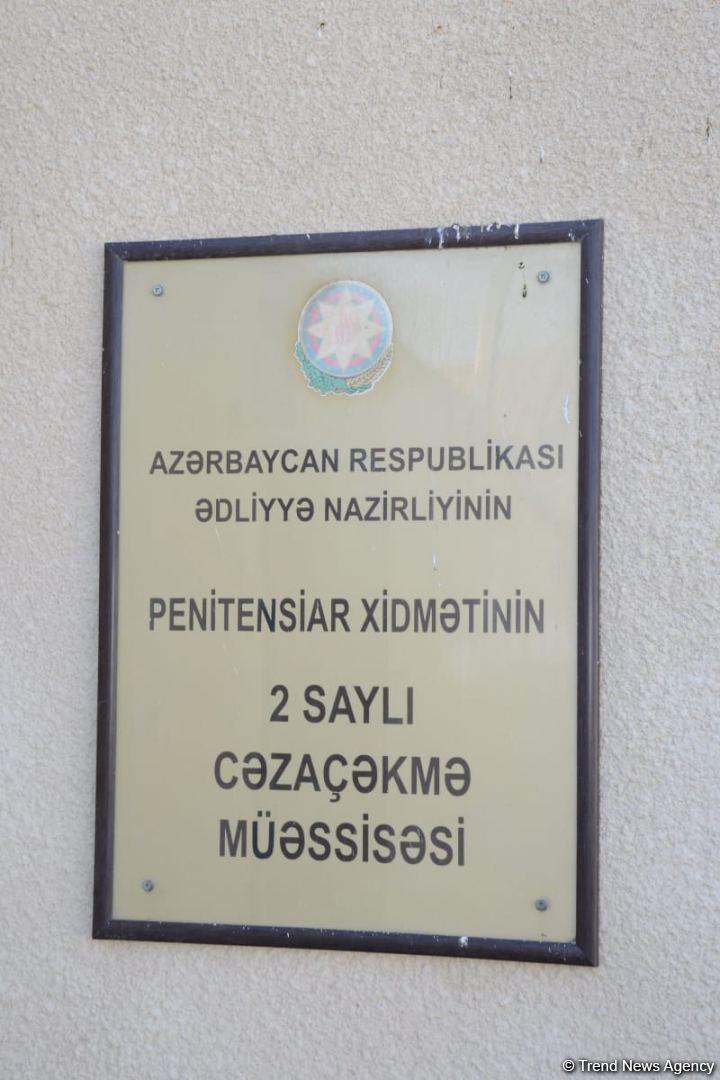 AZƏRBAYCAN RESPUBLİKASI
ƏDLİYYƏ NAZİRLİYİNİN
PENİTENSİAR XİDMƏTİNİN
2 SAYLI
CƏZAÇƏKMƏ
MÜƏSSİSƏSİ
© Trend News Agency